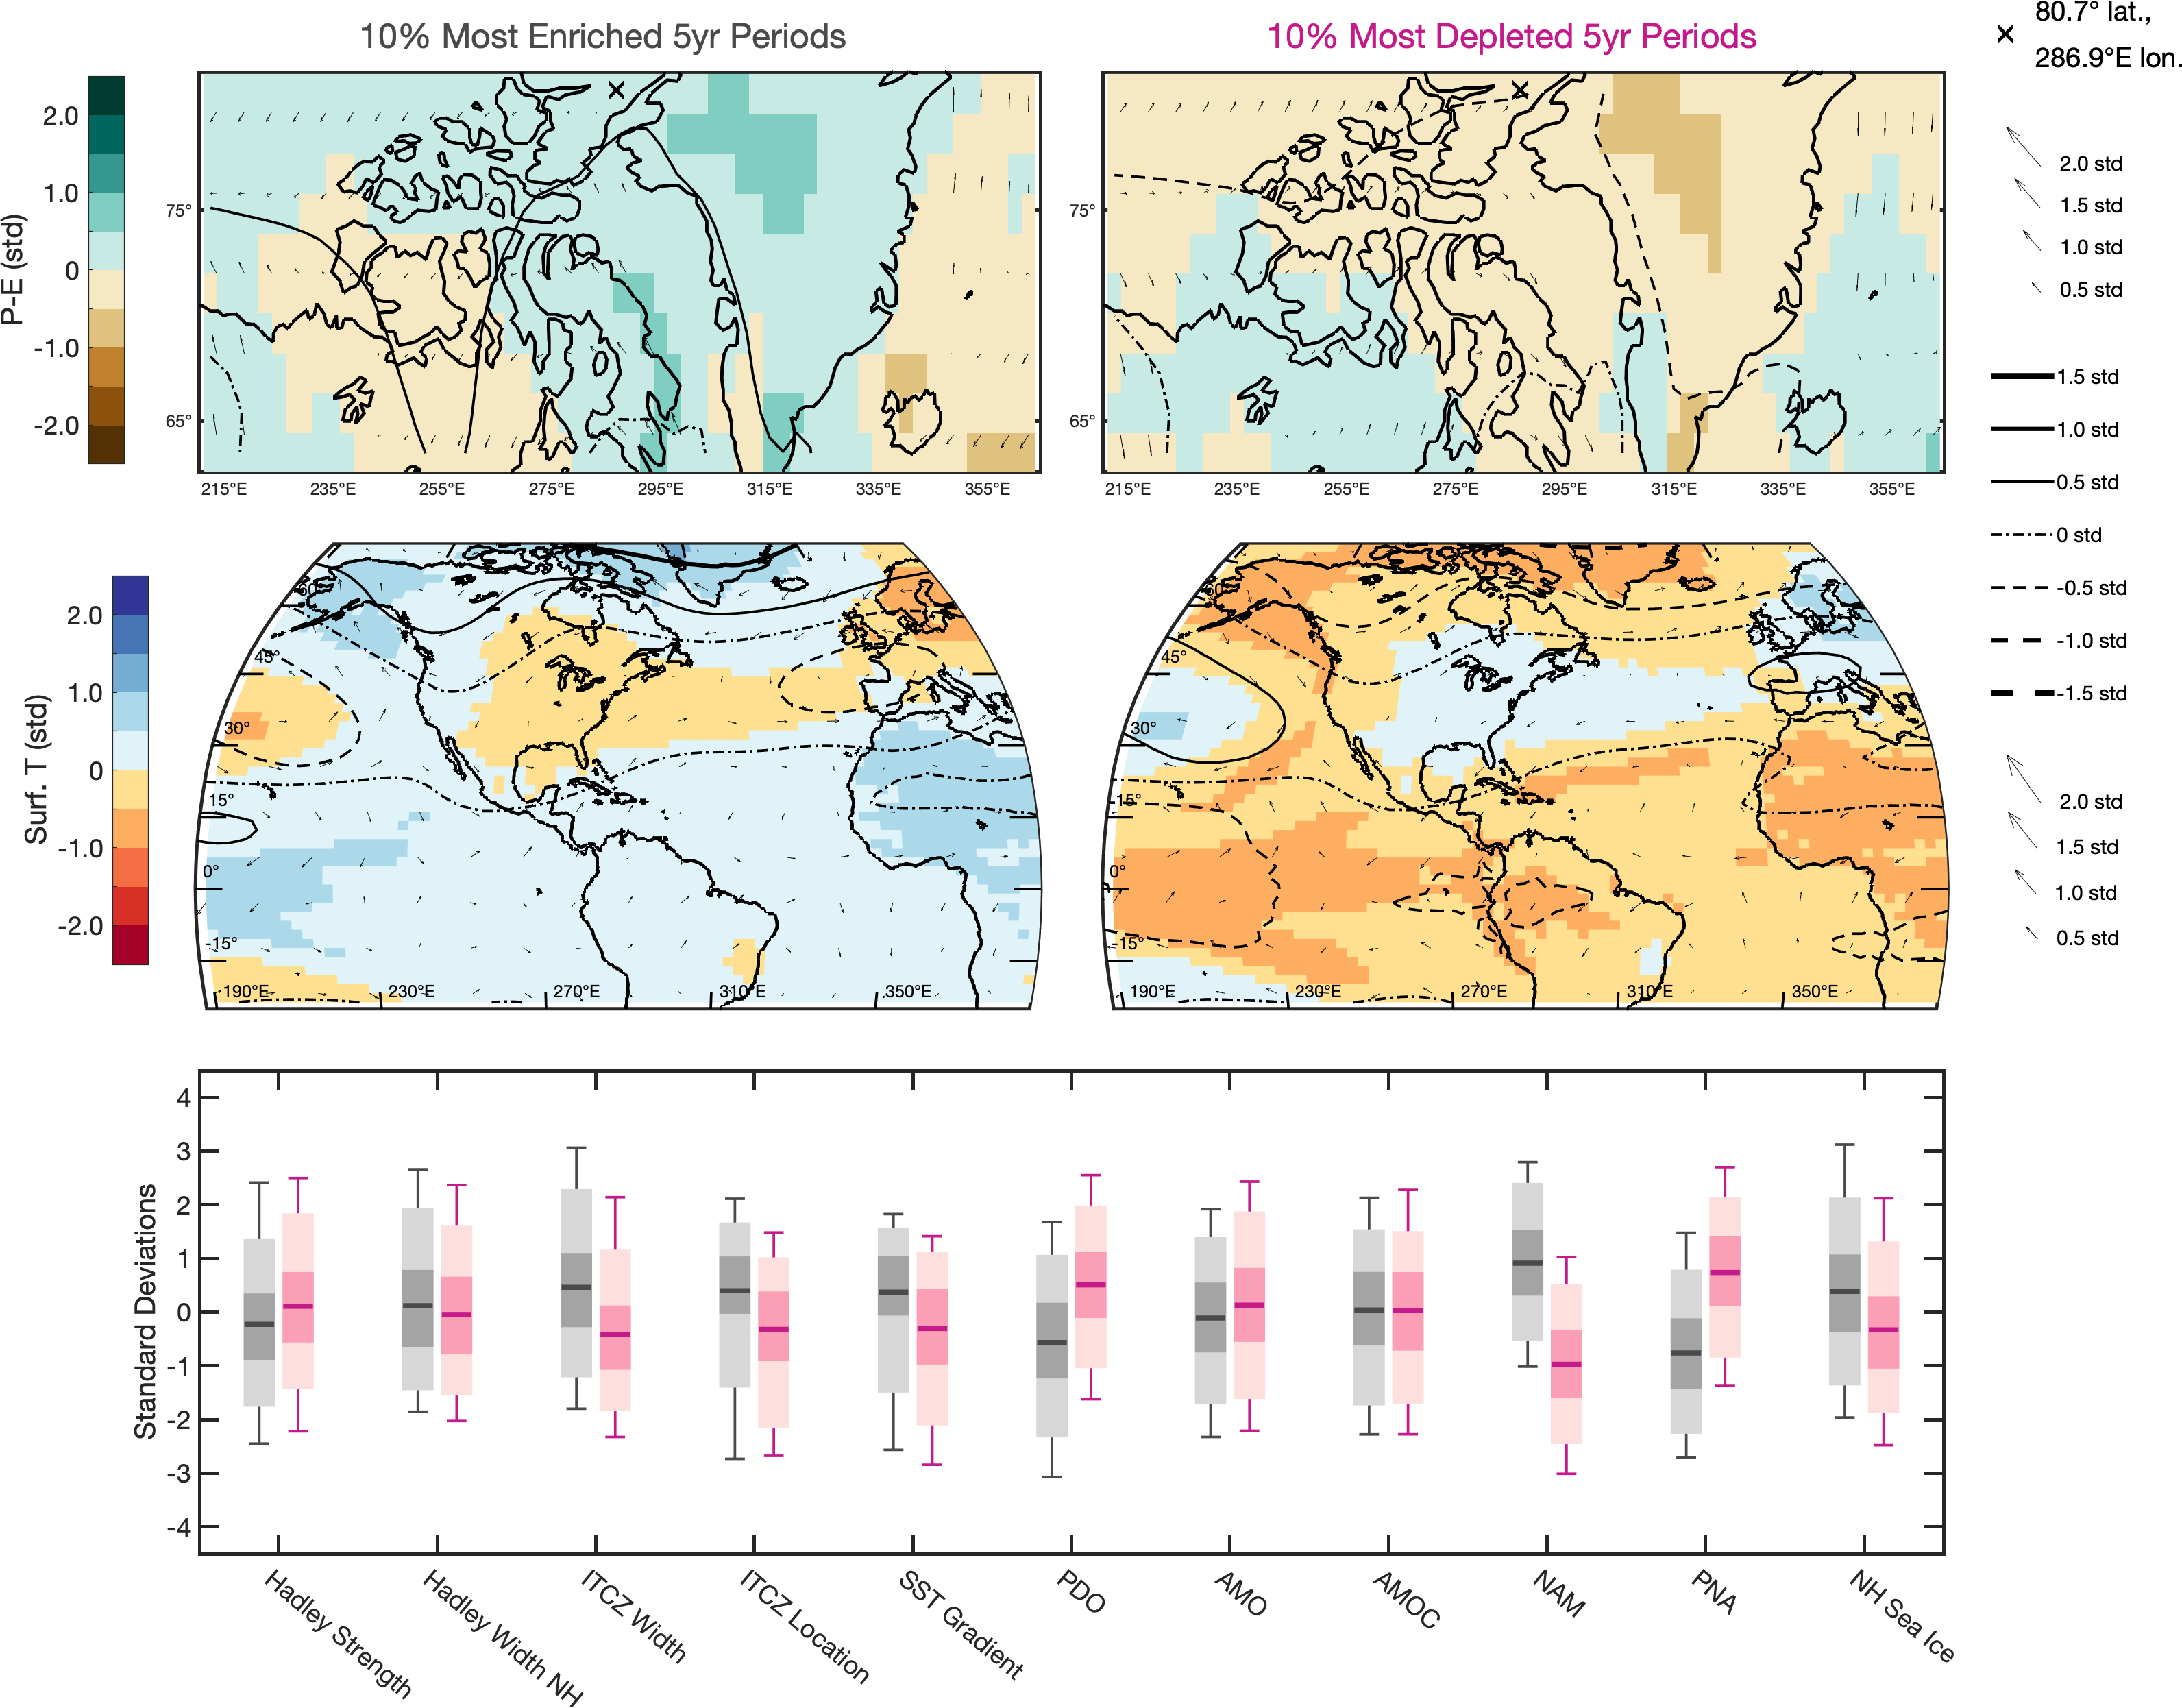 10% Most Enriched 5yr Periods
10% Most Depleted 5yr Periods
80.7° lat.,
286.9°E lon.
P-E (std)
2.0
1.0
0
-1.0
-2.0
75°
65°
215°E 235°E 255°E 275°E 295°E 315°E 335°E 355°E
75°
65°
215°E 235°E 255°E 275°E 295°E 315°E 335°E 355°E
2.0 std
1.5 std
1.0 std
0.5 std
1.5 std
1.0 std
0.5 std
0 std
-0.5 std
-1.0 std
-1.5 std
2.0 std
1.5 std
1.0 std
0.5 std
Surf. T (std)
2.0
1.0
0
-1.0
-2.0
60°
45°
30°
15°
0°
-15°
190°E 230°E 270°E 310°E 350°E
60°
45°
30°
15°
0°
-15°
190°E 230°E 270°E 310°E 350°E
Standard Deviations
4
3
2
1
0
-1
-2
-3
-4
Hadley Strength
Hadley Width NH
ITCZ Width
ITCZ Location
SST Gradient
PDO
AMO
AMOC
NAM
PNA
NH Sea Ice